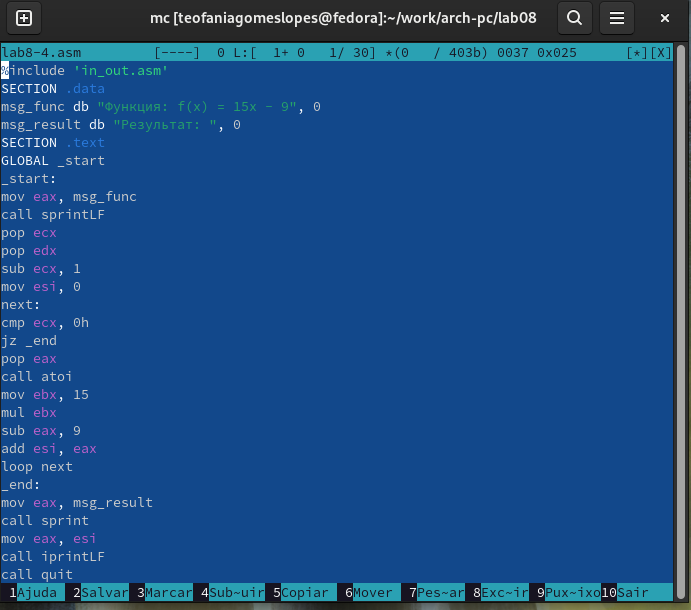 mc [teofaniagomeslopes@fedora]:~/work/arch-pc/lab08
lab8-4.asm [----] 0 L:[ 1+ 0 1/ 30] *(0 / 403b) 0037 0x025 [*][X]
%include 'in_out.asm'
SECTION .data
msg_func db "Функция: f(x) = 15x - 9", 0
msg_result db "Результат: ", 0
SECTION .text
GLOBAL _start
_start:
mov eax, msg_func
call sprintLF
pop ecx
pop edx
sub ecx, 1
mov esi, 0
next:
cmp ecx, 0h
jz _end
pop eax
call atoi
mov ebx, 15
mul ebx
sub eax, 9
add esi, eax
loop next
_end:
mov eax, msg_result
call sprint
mov eax, esi
call iprintLF
call quit
1Ajuda 2Salvar 3Marcar 4Sub~uir 5Copiar 6Mover 7Pes~ar 8Exc~ir 9Pux~ixo 10Sair